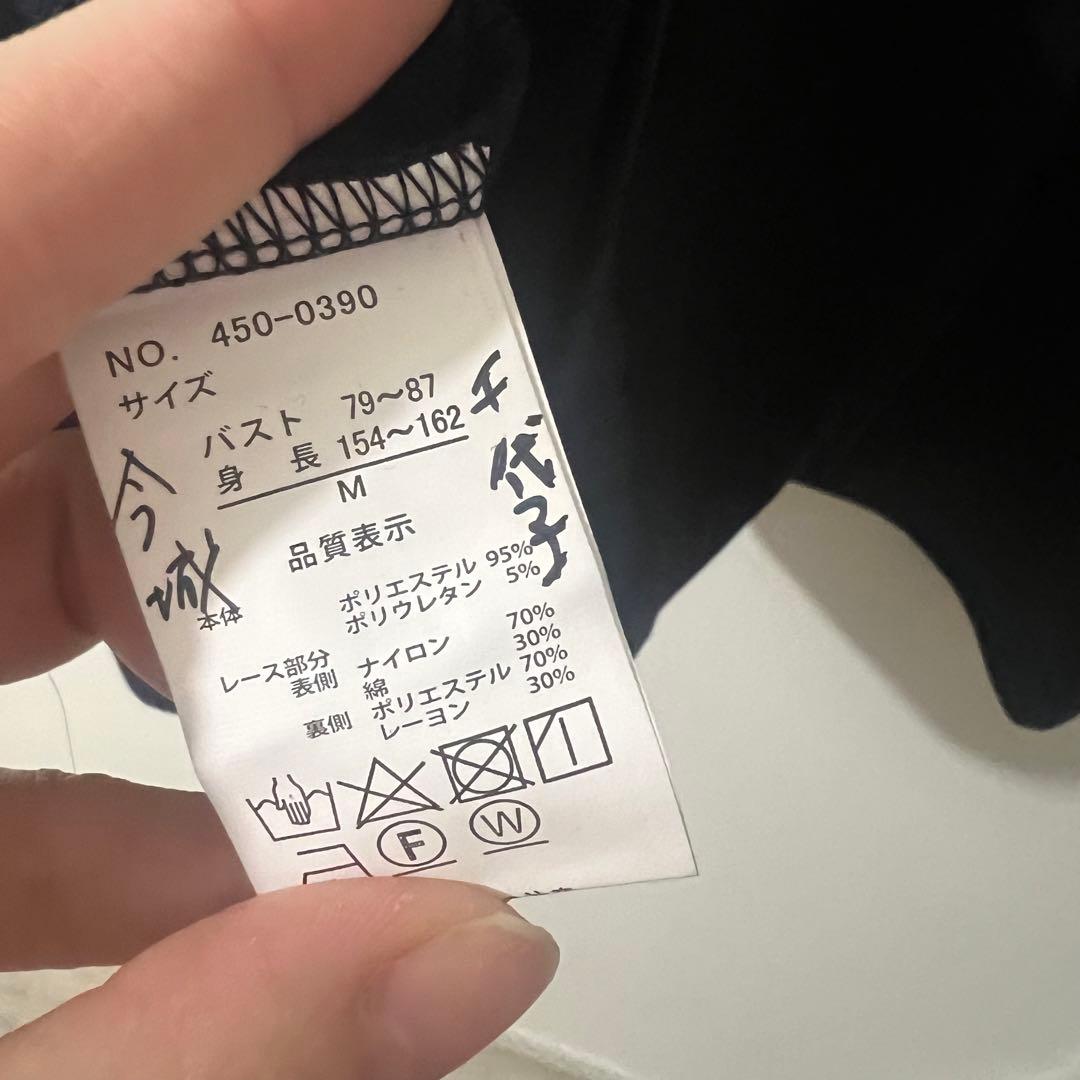 NO. 450-0390
サイズ
バスト 79〜87
身 長 154〜162
M
今城
千代子
品質表示
本体 ポリエステル 95%
ポリウレタン 5%
レース部分
表側 ナイロン 70%
綿 30%
裏側 ポリエステル 70%
レーヨン 30%
F W